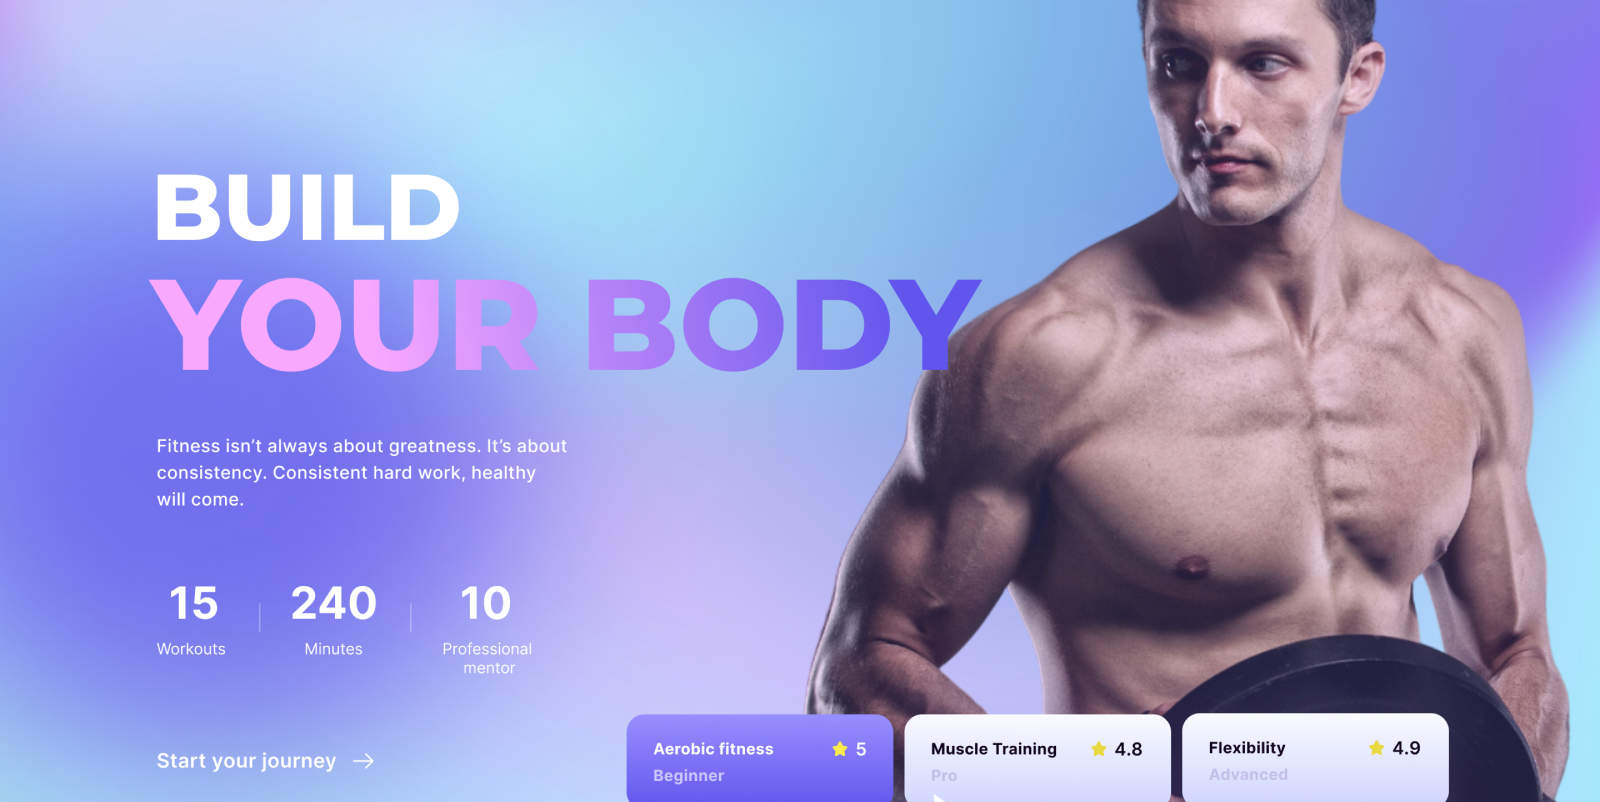 BUILD
YOUR BODY
Fitness isn’t always about greatness. It’s about
consistency. Consistent hard work, healthy
will come.
15
Workouts
240
Minutes
10
Professional
mentor
Start your journey
Aerobic fitness 5
Beginner
Muscle Training 4.8
Pro
Flexibility 4.9
Advanced